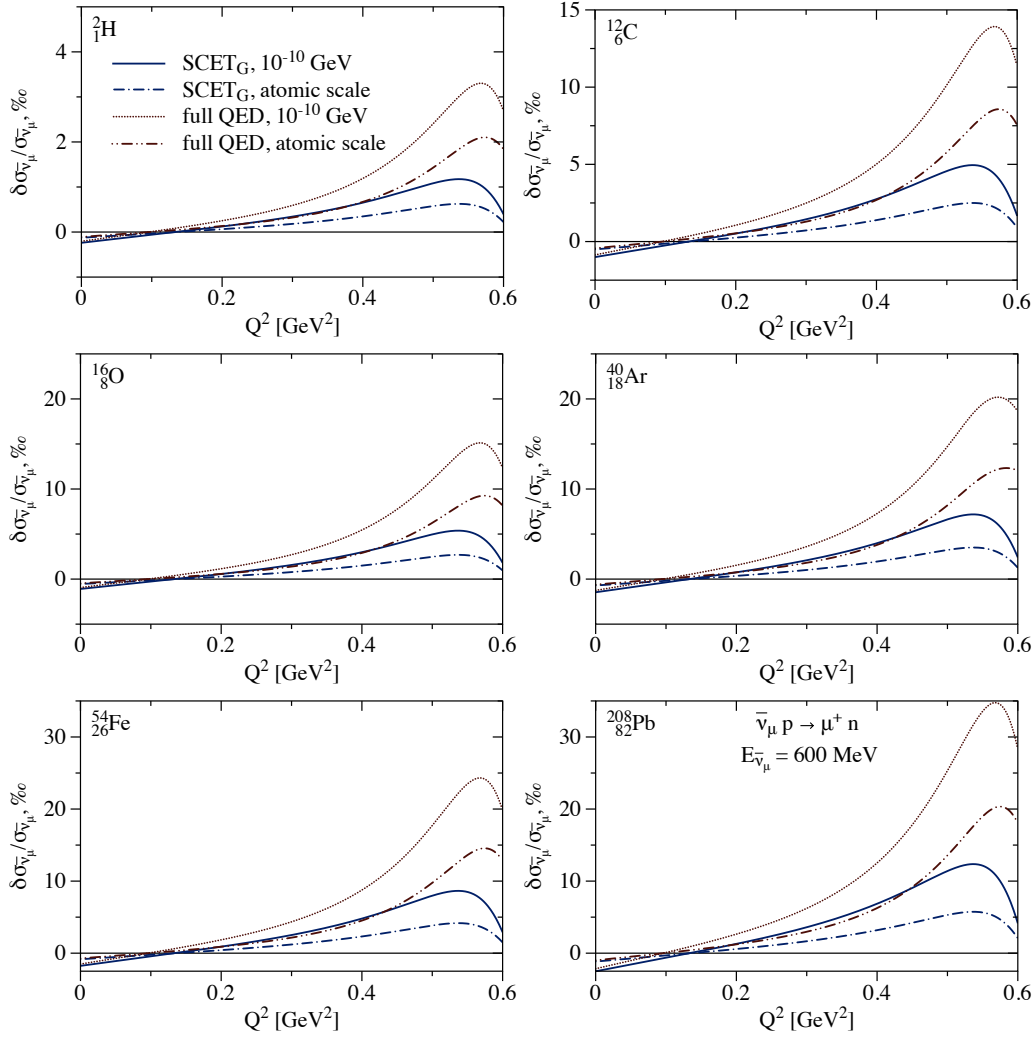 ²₁H
SCET_G, 10⁻¹⁰ GeV
SCET_G, atomic scale
full QED, 10⁻¹⁰ GeV
full QED, atomic scale
δσ_ν̄μ/σ_ν̄μ, ‰
4
2
0
0 0.2 0.4 0.6
Q² [GeV²]
¹²₆C
δσ_ν̄μ/σ_ν̄μ, ‰
15
10
5
0
0 0.2 0.4 0.6
Q² [GeV²]
¹⁶₈O
δσ_ν̄μ/σ_ν̄μ, ‰
20
10
0
0 0.2 0.4 0.6
Q² [GeV²]
⁴⁰₁₈Ar
δσ_ν̄μ/σ_ν̄μ, ‰
20
10
0
0 0.2 0.4 0.6
Q² [GeV²]
⁵⁴₂₆Fe
δσ_ν̄μ/σ_ν̄μ, ‰
30
20
10
0
0 0.2 0.4 0.6
Q² [GeV²]
²⁰⁸₈₂Pb
ν̄_μ p → μ⁺ n
E_ν̄μ = 600 MeV
δσ_ν̄μ/σ_ν̄μ, ‰
30
20
10
0
0 0.2 0.4 0.6
Q² [GeV²]